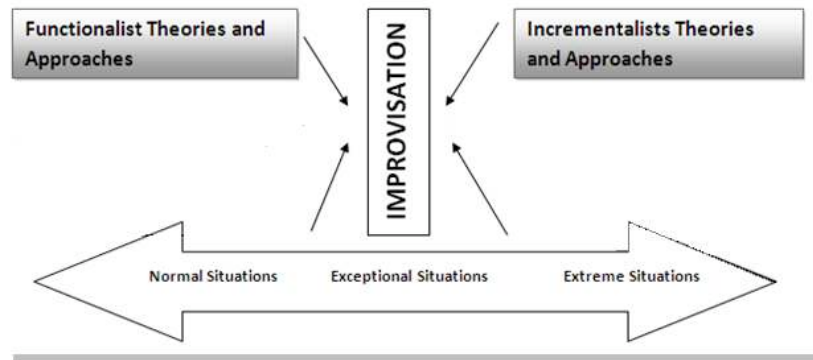 Functionalist Theories and
Approaches
IMPROVISATION
Incrementalists Theories
and Approaches
Normal Situations
Exceptional Situations
Extreme Situations